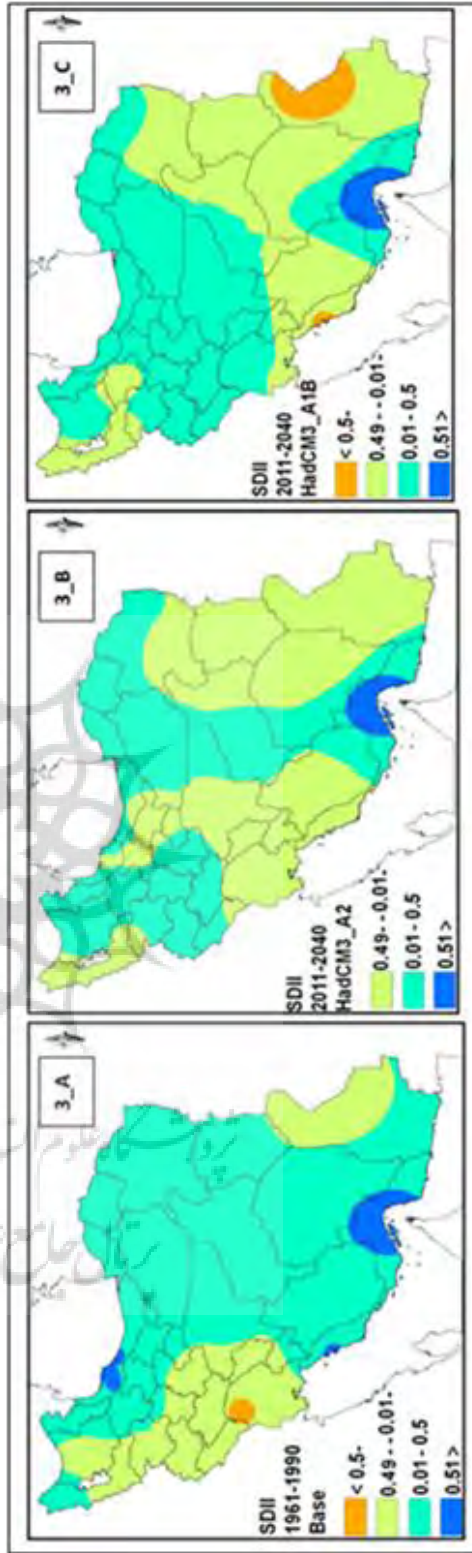 3_A
SDII
1961-1990
Base
< 0.5-
0.49- - 0.01-
0.01 - 0.5
0.51 >
3_B
SDII
2011-2040
HadCM3_A2
0.49- - 0.01-
0.01 - 0.5
0.51 >
3_C
SDII
2011-2040
HadCM3_A1B
< 0.5-
0.49- - 0.01-
0.01 - 0.5
0.51 >